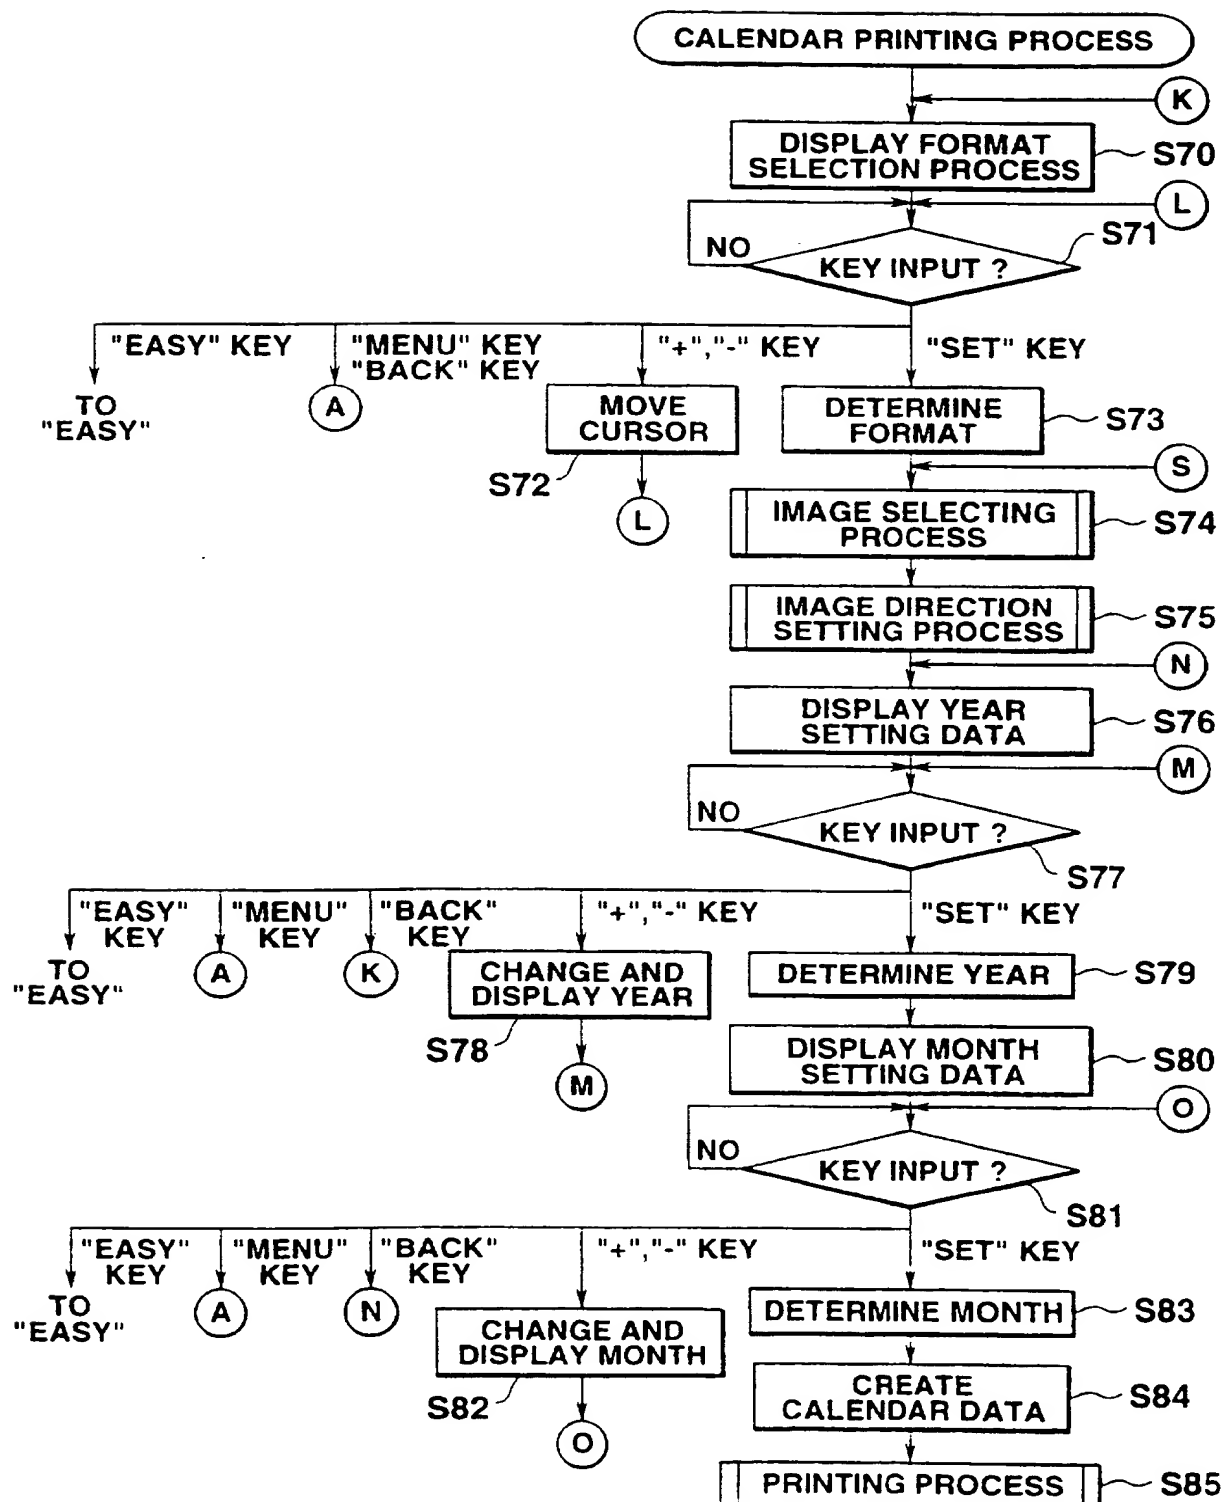 CALENDAR PRINTING PROCESS
K
DISPLAY FORMAT
SELECTION PROCESS
S70
L
S71
NO
KEY INPUT ?
"EASY" KEY
"MENU" KEY
"BACK" KEY
"+","-" KEY
"SET" KEY
TO
"EASY"
A
MOVE
CURSOR
S72
L
DETERMINE
FORMAT
S73
S
IMAGE SELECTING
PROCESS
S74
IMAGE DIRECTION
SETTING PROCESS
S75
N
DISPLAY YEAR
SETTING DATA
S76
M
NO
KEY INPUT ?
S77
"EASY"
KEY
"MENU"
KEY
"BACK"
KEY
"+","-" KEY
"SET" KEY
TO
"EASY"
A
K
CHANGE AND
DISPLAY YEAR
S78
M
DETERMINE YEAR
S79
DISPLAY MONTH
SETTING DATA
S80
O
NO
KEY INPUT ?
S81
"EASY"
KEY
"MENU"
KEY
"BACK"
KEY
"+","-" KEY
"SET" KEY
TO
"EASY"
A
N
CHANGE AND
DISPLAY MONTH
S82
O
DETERMINE MONTH
S83
CREATE
CALENDAR DATA
S84
PRINTING PROCESS
S85